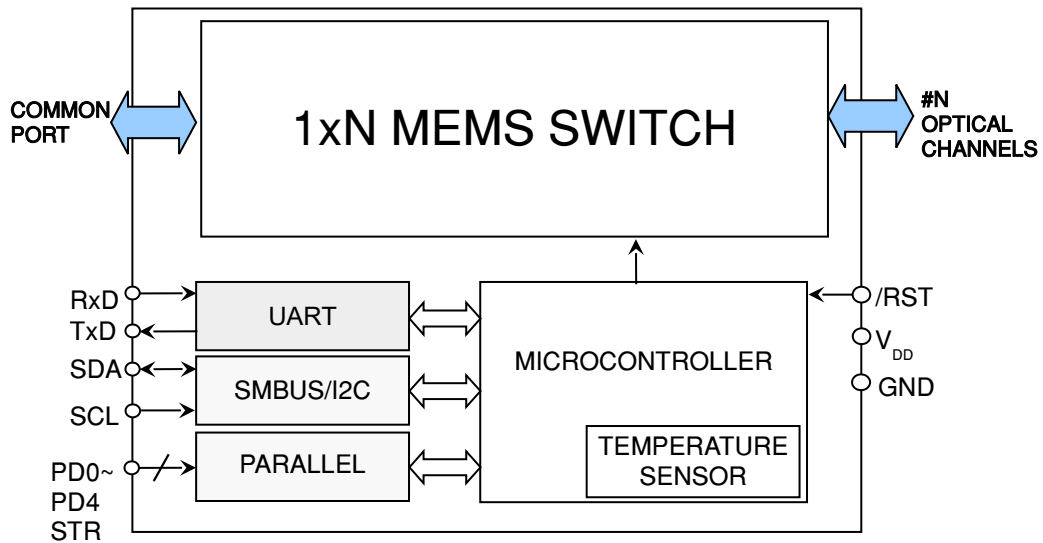 COMMON
PORT
1xN MEMS SWITCH
#N
OPTICAL
CHANNELS
RxD
TxD
SDA
SCL
PD0~
PD4
STR
UART
SMBUS/I2C
PARALLEL
MICROCONTROLLER
TEMPERATURE
SENSOR
/RST
VDD
GND